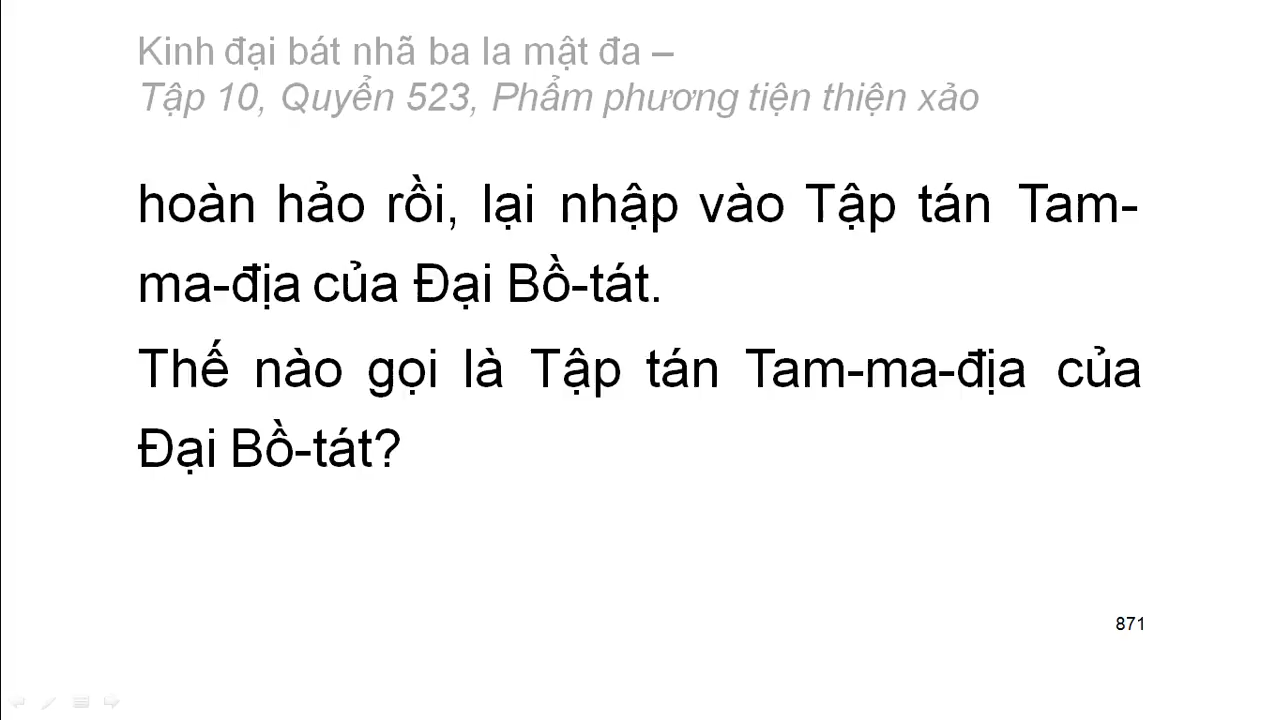 Kinh đại bát nhã ba la mật đa –
Tập 10, Quyển 523, Phẩm phương tiện thiện xảo
hoàn hảo rồi, lại nhập vào Tập tán Tam-
ma-địa của Đại Bồ-tát.
Thế nào gọi là Tập tán Tam-ma-địa của
Đại Bồ-tát?
871